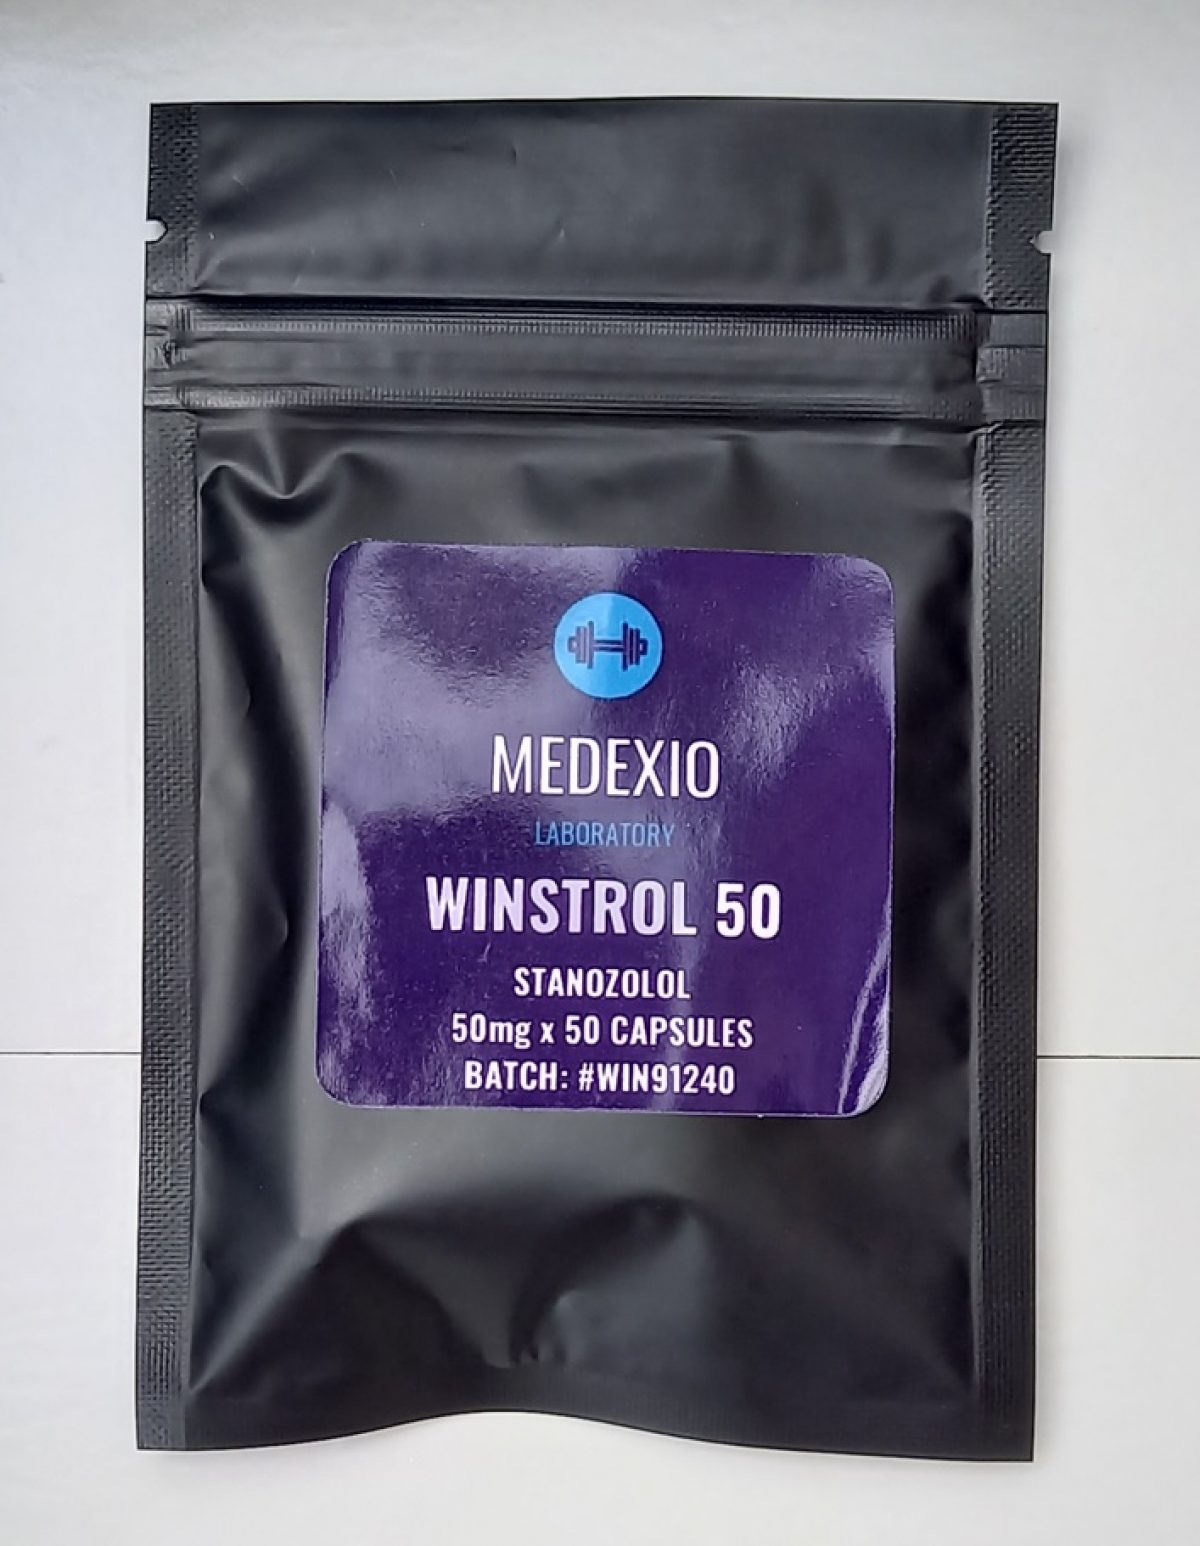 MEDEXIO
LABORATORY
WINSTROL 50
STANOZOLOL
50mg x 50 CAPSULES
BATCH: #WIN91240